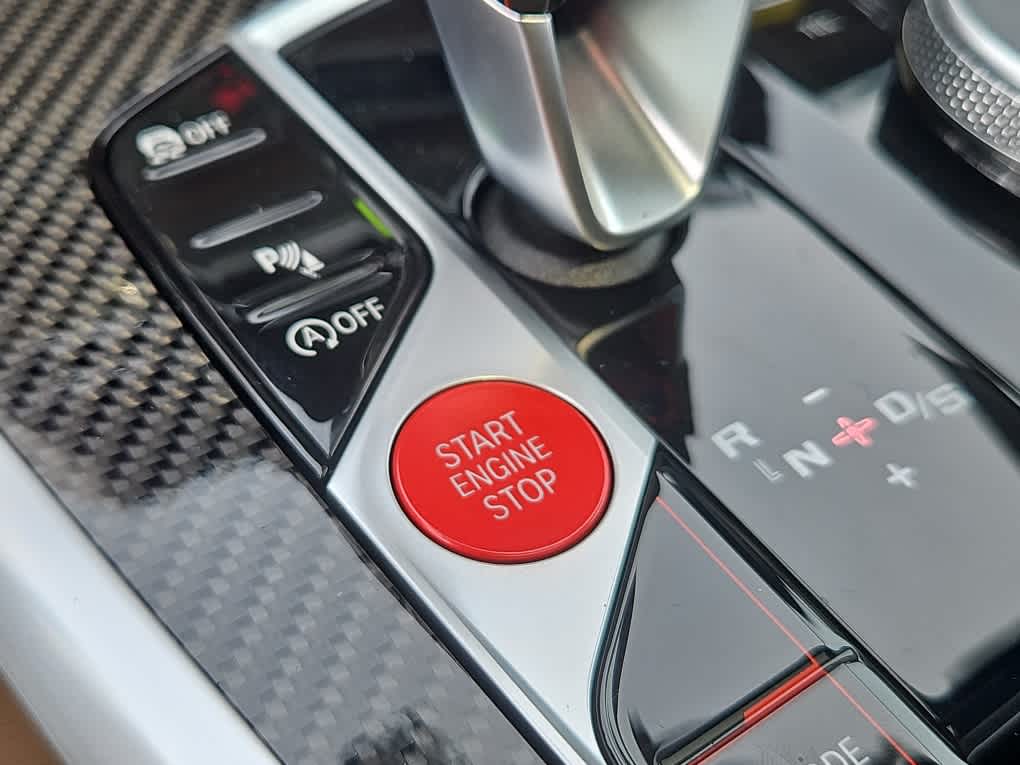 OFF
P
A OFF
START
ENGINE
STOP
R
N
D/S
-
+